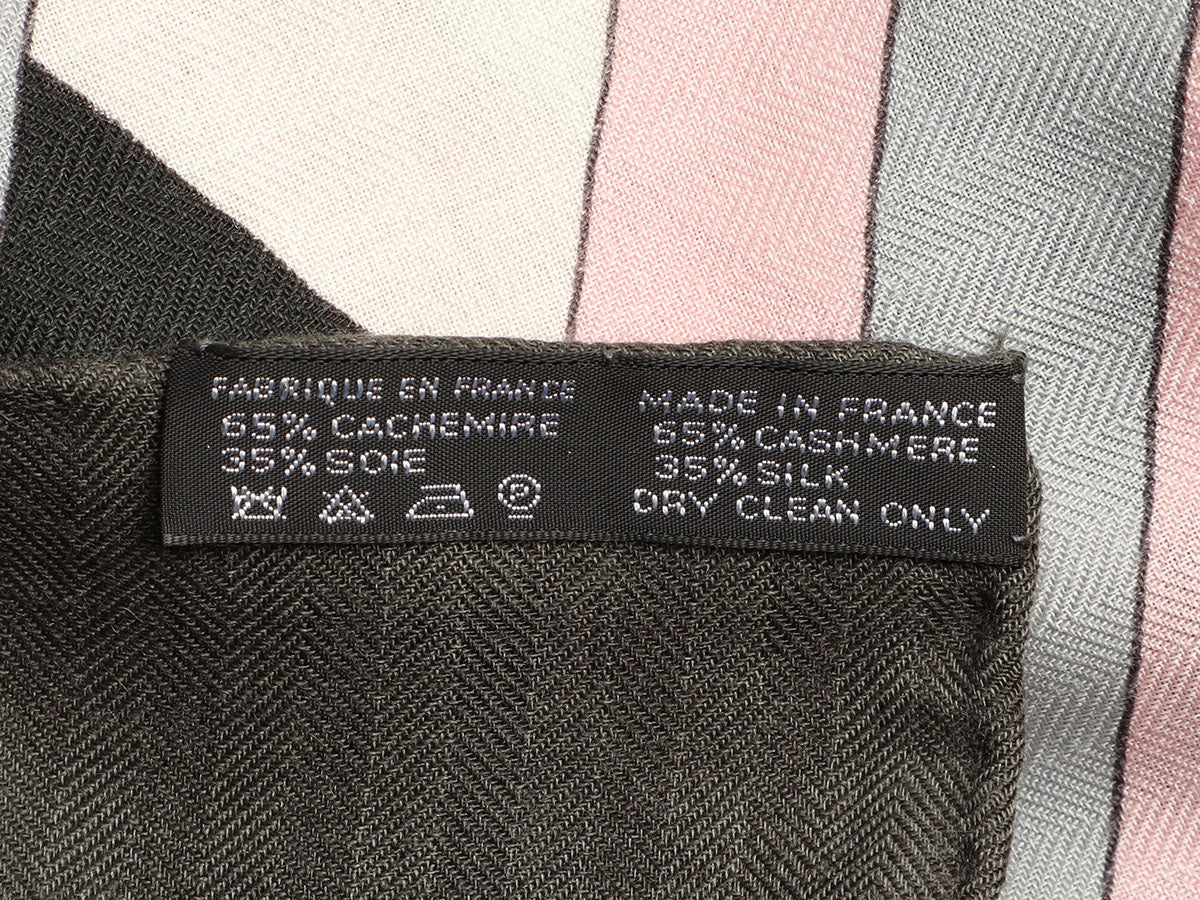 FABRIQUE EN FRANCE
65% CACHEMIRE
35% SOIE
P
MADE IN FRANCE
65% CASHMERE
35% SILK
DRY CLEAN ONLY